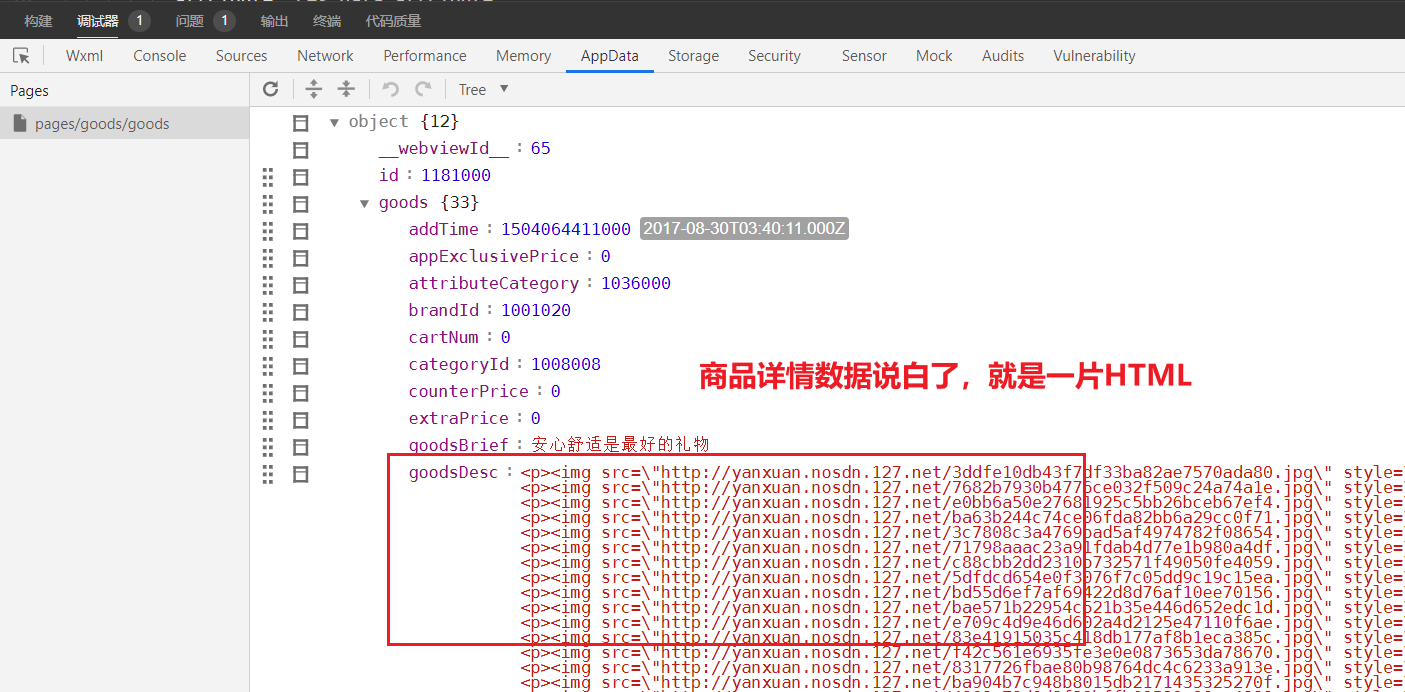 构建 调试器 1 问题 1 输出 终端 代码质量
Wxml Console Sources Network Performance Memory AppData Storage Security Sensor Mock Audits Vulnerability
Pages Tree
pages/goods/goods
object {12}
__webviewId__ : 65
id : 1181000
goods {33}
addTime : 1504064411000 2017-08-30T03:40:11.000Z
appExclusivePrice : 0
attributeCategory : 1036000
brandId : 1001020
cartNum : 0
categoryId : 1008008
商品详情数据说白了，就是一片HTML
counterPrice : 0
extraPrice : 0
goodsBrief : 安心舒适是最好的礼物
goodsDesc : <p><img src=\"http://yanxuan.nosdn.127.net/3ddfe10db43f7df33ba82ae7570ada80.jpg\" style=
<p><img src=\"http://yanxuan.nosdn.127.net/7682b7930b4776ce032f509c24a74a1e.jpg\" style=
<p><img src=\"http://yanxuan.nosdn.127.net/e0bb6a50e27681925c5bb26bceb67ef4.jpg\" style=
<p><img src=\"http://yanxuan.nosdn.127.net/ba63b244c74ce06fda82bb6a29cc0f71.jpg\" style=
<p><img src=\"http://yanxuan.nosdn.127.net/3c7808c3a4769bad5af4974782f08654.jpg\" style=
<p><img src=\"http://yanxuan.nosdn.127.net/71798aaac23a91fdab4d77e1b980a4df.jpg\" style=
<p><img src=\"http://yanxuan.nosdn.127.net/c88cbb2dd2310b732571f49050fe4059.jpg\" style=
<p><img src=\"http://yanxuan.nosdn.127.net/5dfdcd654e0f3076f7c05dd9c19c15ea.jpg\" style=
<p><img src=\"http://yanxuan.nosdn.127.net/bd55d6ef7af69422d8d76af10ee70156.jpg\" style=
<p><img src=\"http://yanxuan.nosdn.127.net/bae571b22954c521b35e446d652edc1d.jpg\" style=
<p><img src=\"http://yanxuan.nosdn.127.net/e709c4d9e46d602a4d2125e47110f6ae.jpg\" style=
<p><img src=\"http://yanxuan.nosdn.127.net/83e41915035c418db177af8b1eca385c.jpg\" style=
<p><img src=\"http://yanxuan.nosdn.127.net/f42c561e6935fe3e0e0873653da78670.jpg\" style=
<p><img src=\"http://yanxuan.nosdn.127.net/8317726fbae80b98764dc4c6233a913e.jpg\" style=
<p><img src=\"http://yanxuan.nosdn.127.net/ba904b7c948b8015db2171435325270f.jpg\" style=